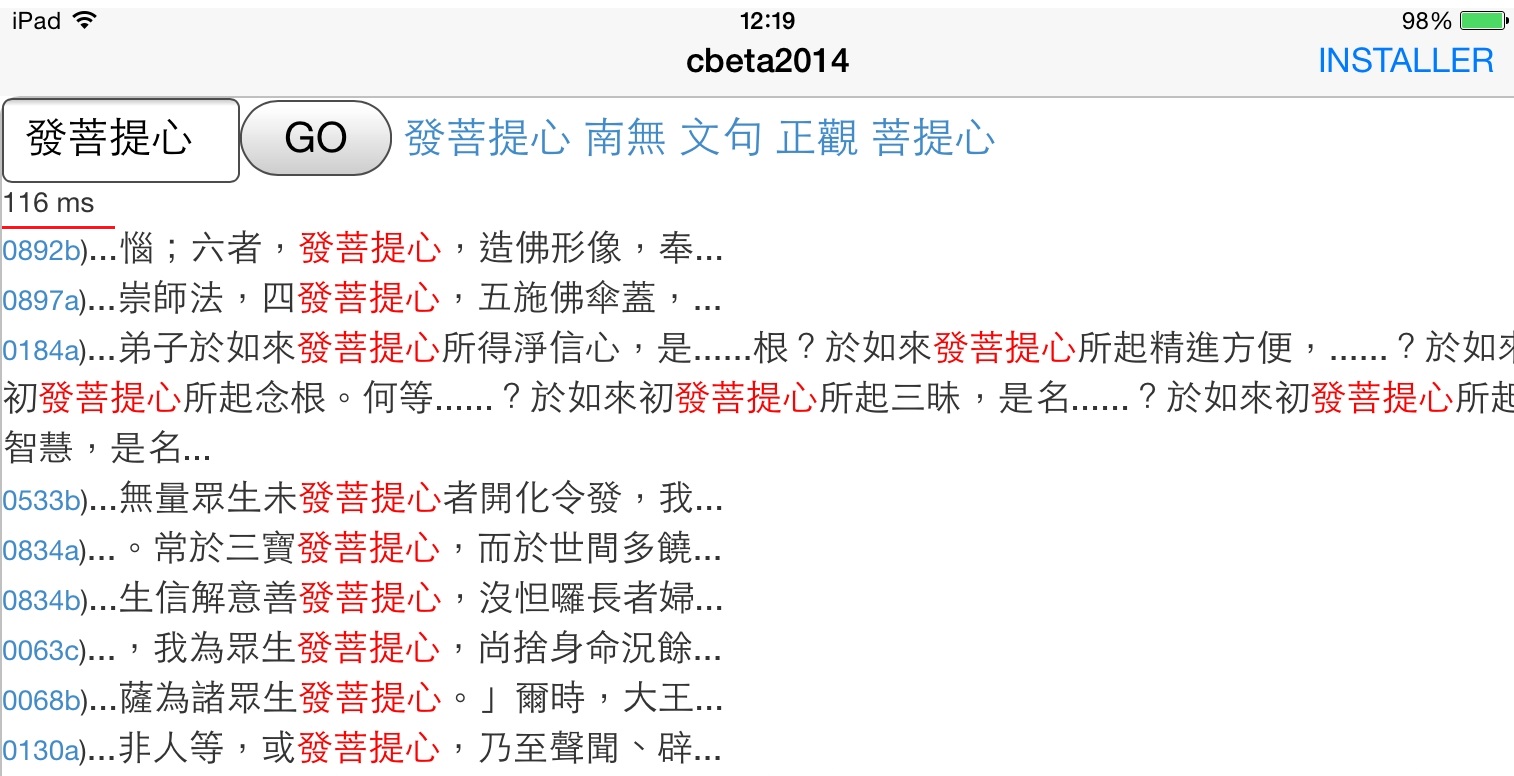 iPad 12:19 98%
cbeta2014 INSTALLER
發菩提心 GO 發菩提心 南無 文句 正觀 菩提心
116 ms
0892b)...惱；六者，發菩提心，造佛形像，奉...
0897a)...崇師法，四發菩提心，五施佛傘蓋，...
0184a)...弟子於如來發菩提心所得淨信心，是......根？於如來發菩提心所起精進方便，......？於如來
初發菩提心所起念根。何等......？於如來初發菩提心所起三昧，是名......？於如來初發菩提心所起
智慧，是名...
0533b)...無量眾生未發菩提心者開化令發，我...
0834a)...。常於三寶發菩提心，而於世間多饒...
0834b)...生信解意善發菩提心，沒怛囉長者婦...
0063c)...，我為眾生發菩提心，尚捨身命況餘...
0068b)...薩為諸眾生發菩提心。」爾時，大王...
0130a)...非人等，或發菩提心，乃至聲聞、辟...